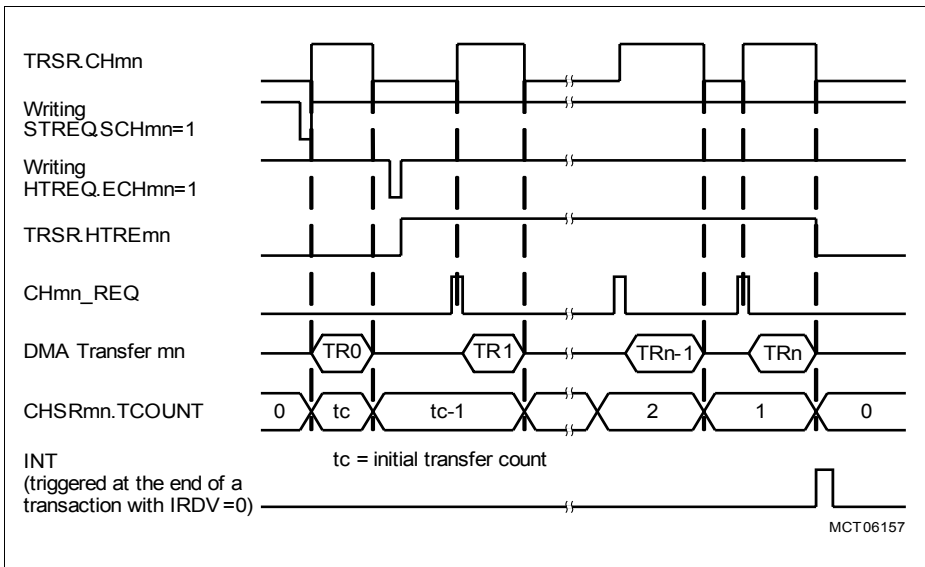 TRSR.CHmn
Writing
STREQ.SCHmn=1
Writing
HTREQ.ECHmn=1
TRSR.HTREmn
CHmn_REQ
DMA Transfer mn TR0 TR1 TRn-1 TRn
CHSRmn.TCOUNT 0 tc tc-1 2 1 0
INT tc = initial transfer count
(triggered at the end of a
transaction with IRDV=0)
MCT06157